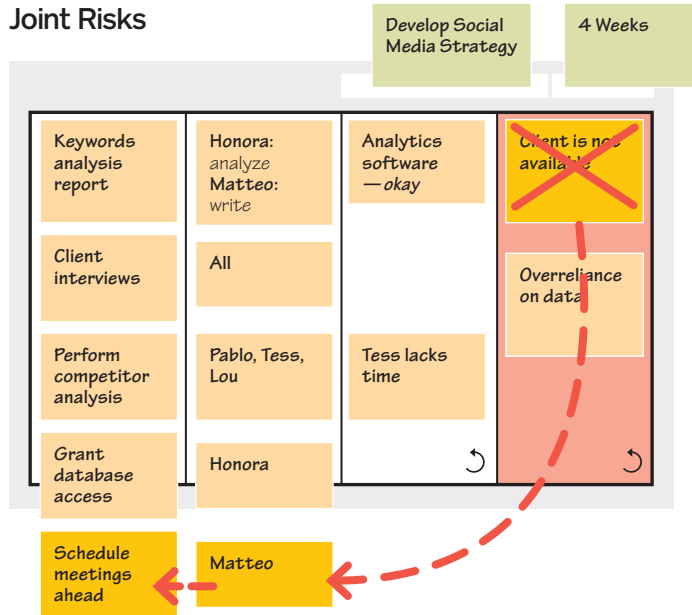 Joint Risks
Develop Social
Media Strategy
4 Weeks
Keywords
analysis
report
Honora:
analyze
Matteo:
write
Analytics
software
— okay
Client is not
available
Client
interviews
All
Overreliance
on data
Perform
competitor
analysis
Pablo, Tess,
Lou
Tess lacks
time
Grant
database
access
Honora
Schedule
meetings
ahead
Matteo